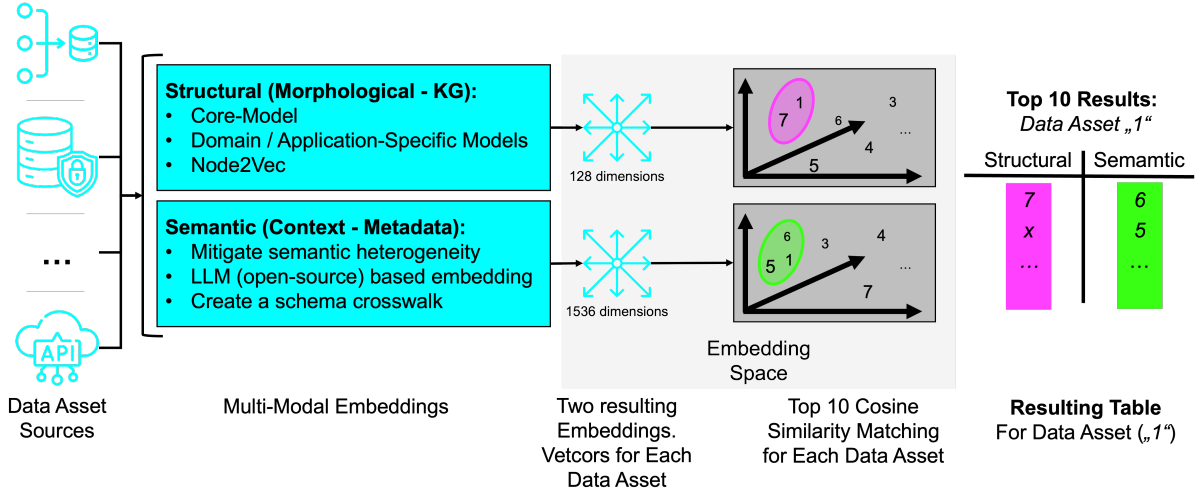 ...
API
Data Asset
Sources
Structural (Morphological - KG):
• Core-Model
• Domain / Application-Specific Models
• Node2Vec
Semantic (Context - Metadata):
• Mitigate semantic heterogeneity
• LLM (open-source) based embedding
• Create a schema crosswalk
Multi-Modal Embeddings
128 dimensions
1536 dimensions
Two resulting
Embeddings.
Vetcors for Each
Data Asset
1
7
3
6
...
4
5
6
5 1
3
4
...
7
Embedding
Space
Top 10 Cosine
Similarity Matching
for Each Data Asset
Top 10 Results:
Data Asset „1“
Structural Semamtic
7 6
x 5
... ...
Resulting Table
For Data Asset („1“)